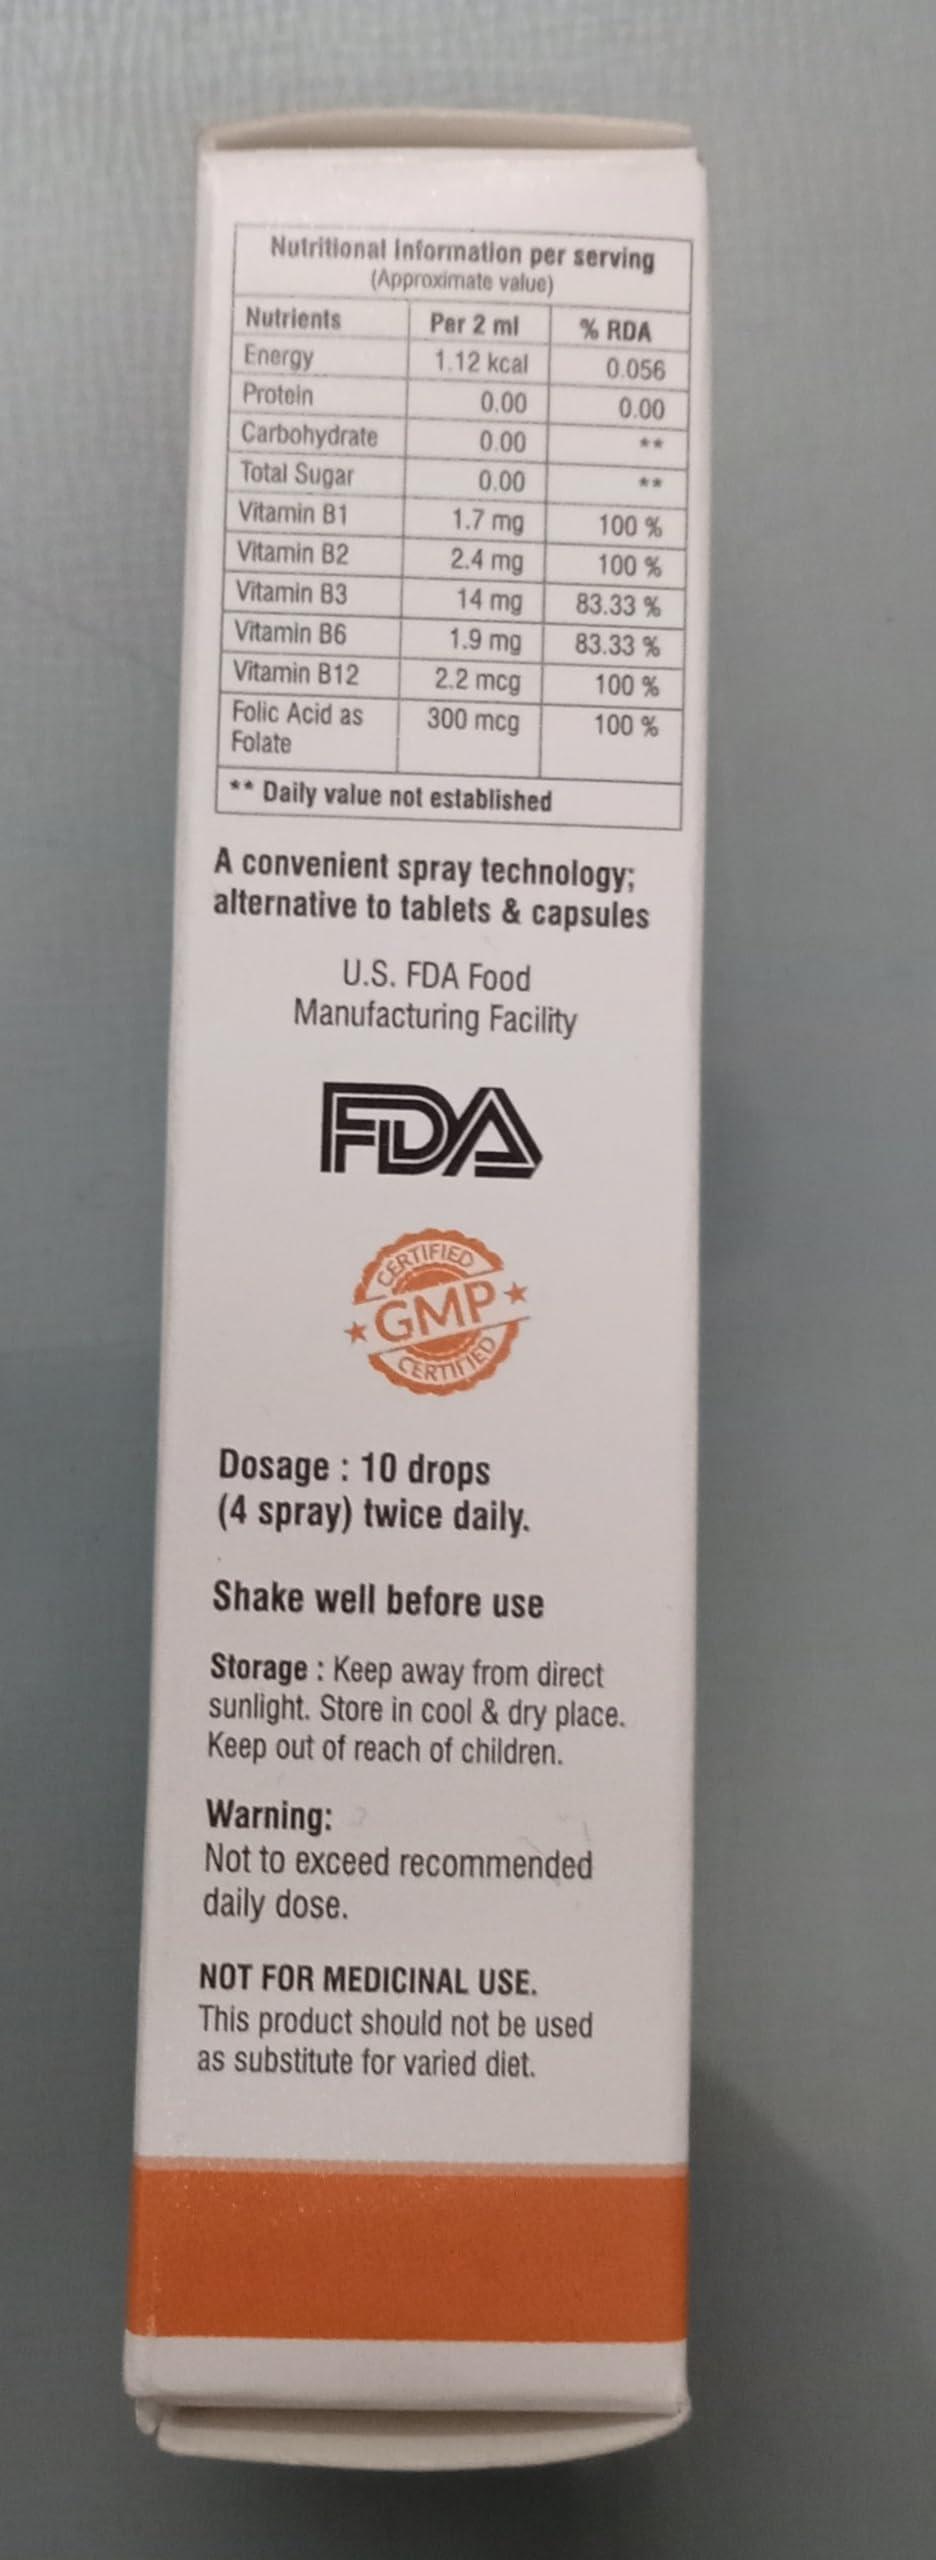 Nutritional Information per serving
(Approximate value)
Nutrients Per 2 ml % RDA
Energy 1.12 kcal 0.056
Protein 0.00 0.00
Carbohydrate 0.00 **
Total Sugar 0.00 **
Vitamin B1 1.7 mg 100 %
Vitamin B2 2.4 mg 100 %
Vitamin B3 14 mg 83.33 %
Vitamin B6 1.9 mg 83.33 %
Vitamin B12 2.2 mcg 100 %
Folic Acid as 300 mcg 100 %
Folate
** Daily value not established
A convenient spray technology;
alternative to tablets & capsules
U.S. FDA Food
Manufacturing Facility
FDA
CERTIFIED
GMP
CERTIFIED
Dosage : 10 drops
(4 spray) twice daily.
Shake well before use
Storage : Keep away from direct
sunlight. Store in cool & dry place.
Keep out of reach of children.
Warning:
Not to exceed recommended
daily dose.
NOT FOR MEDICINAL USE.
This product should not be used
as substitute for varied diet.